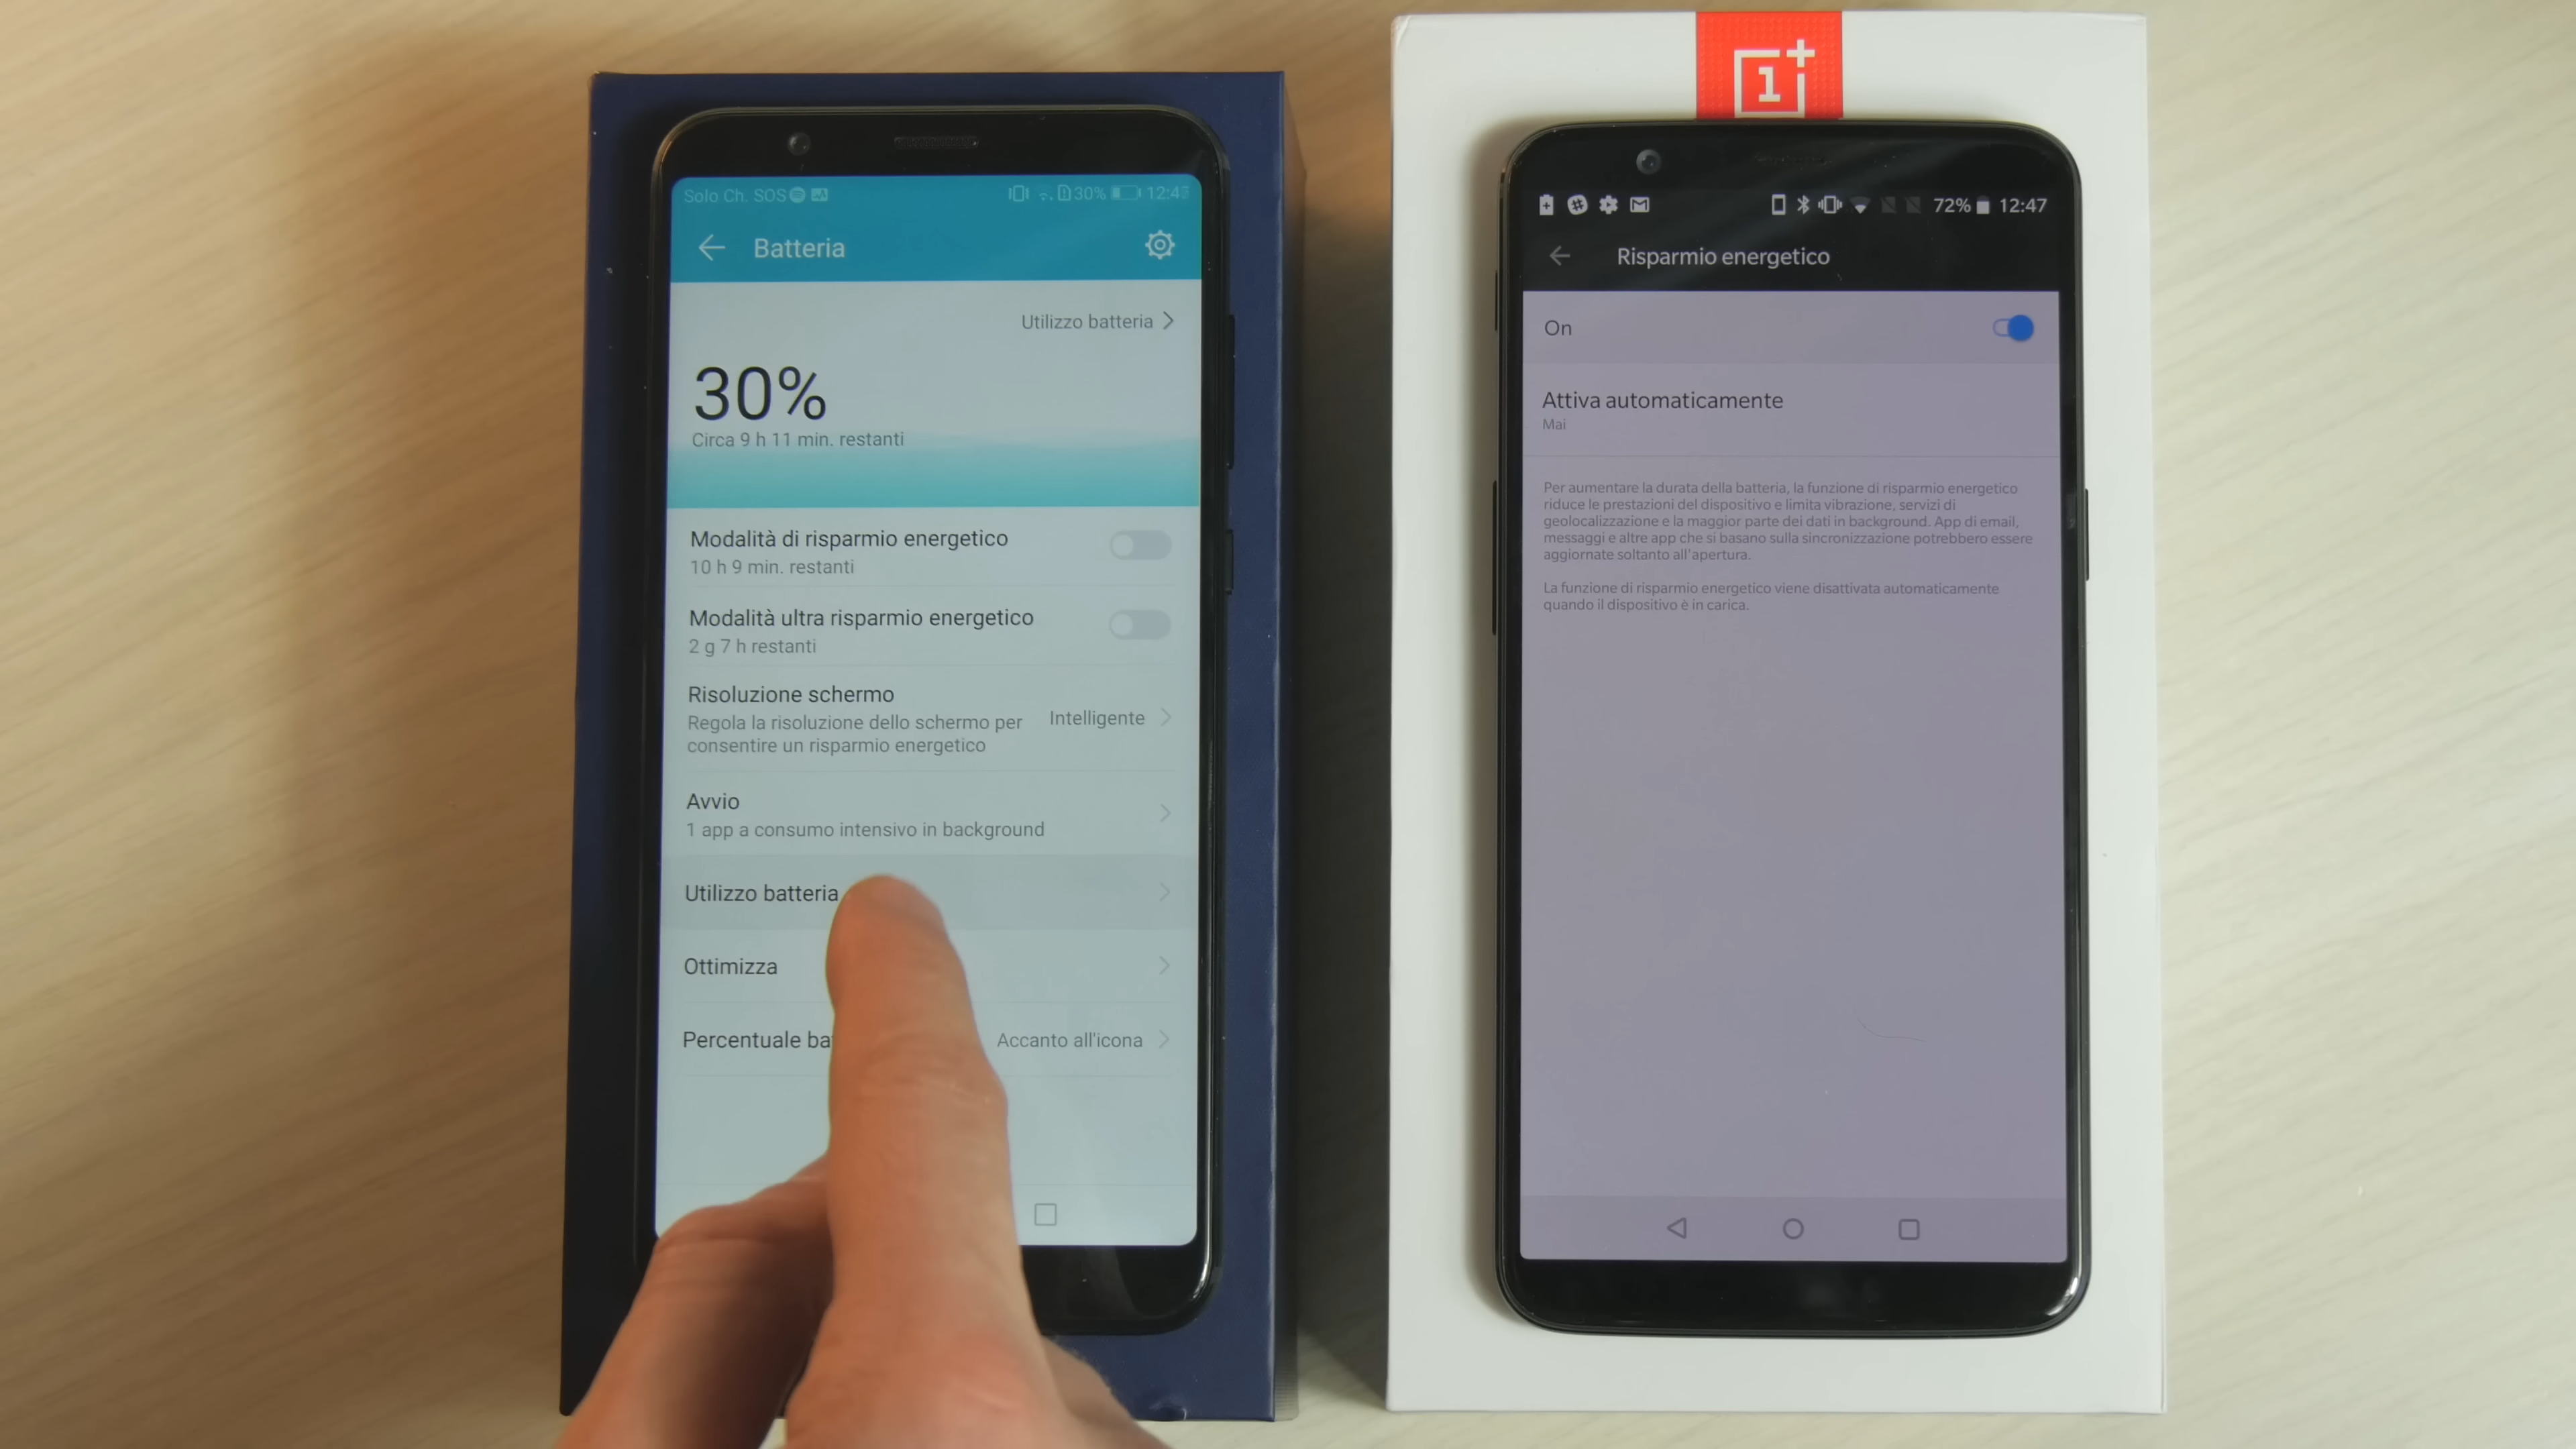 Solo Ch. SOS 30% 12:43
Batteria
Utilizzo batteria
30%
Circa 9 h 11 min. restanti
Modalità di risparmio energetico
10 h 9 min. restanti
Modalità ultra risparmio energetico
2 g 7 h restanti
Risoluzione schermo
Regola la risoluzione dello schermo per
consentire un risparmio energetico
Intelligente
Avvio
1 app a consumo intensivo in background
Utilizzo batteria
Ottimizza
Percentuale ba
Accanto all'icona
1+
72% 12:47
Risparmio energetico
On
Attiva automaticamente
Mai
Per aumentare la durata della batteria, la funzione di risparmio energetico
riduce le prestazioni del dispositivo e limita vibrazione, servizi di
geolocalizzazione e la maggior parte dei dati in background. App di email,
messaggi e altre app che si basano sulla sincronizzazione potrebbero essere
aggiornate soltanto all'apertura.
La funzione di risparmio energetico viene disattivata automaticamente
quando il dispositivo è in carica.